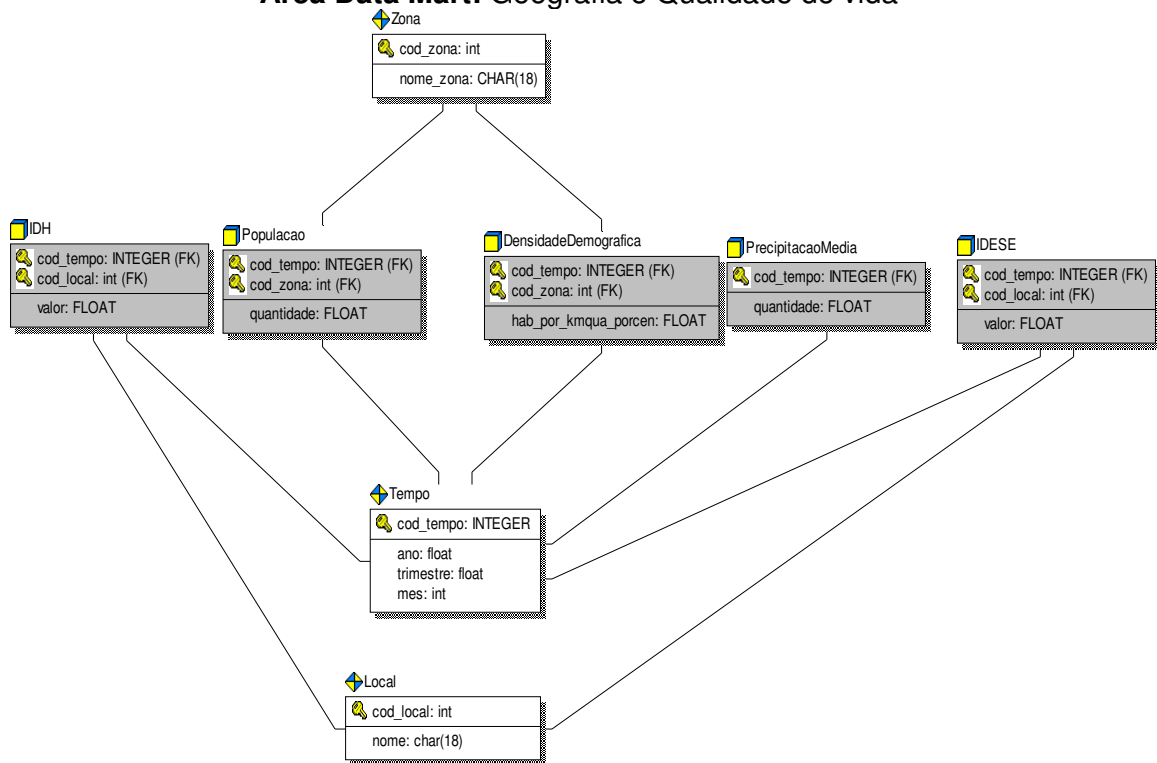 Área Data Mart: Geografia e Qualidade de vida
Zona
cod_zona: int
nome_zona: CHAR(18)
IDH
cod_tempo: INTEGER (FK)
cod_local: int (FK)
valor: FLOAT
Populacao
cod_tempo: INTEGER (FK)
cod_zona: int (FK)
quantidade: FLOAT
DensidadeDemografica
cod_tempo: INTEGER (FK)
cod_zona: int (FK)
hab_por_kmqua_porcen: FLOAT
PrecipitacaoMedia
cod_tempo: INTEGER (FK)
quantidade: FLOAT
IDESE
cod_tempo: INTEGER (FK)
cod_local: int (FK)
valor: FLOAT
Tempo
cod_tempo: INTEGER
ano: float
trimestre: float
mes: int
Local
cod_local: int
nome: char(18)